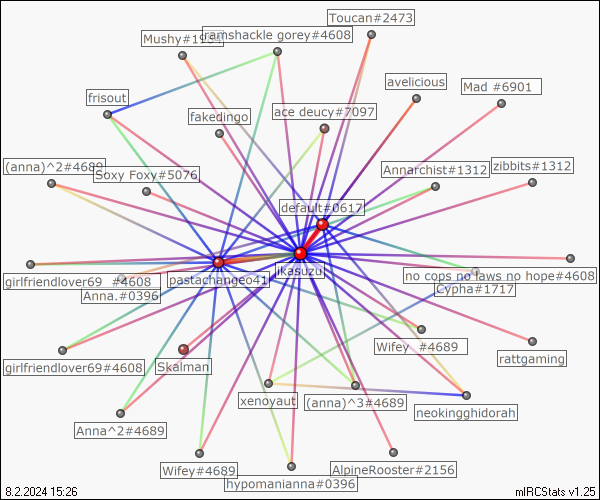 Toucan#2473
Mushy#1984
ramshackle gorey#4608
avelicious
Mad #6901
frisout
ace deucy#7097
fakedingo
(anna)^2#4689
Soxy Foxy#5076
Annarchist#1312
zibbits#1312
default#0617
ikasuzu
pastachangeo41
girlfriendlover69 #4608
Anna.#0396
no cops no laws no hope#4608
Cypha#1717
Wifey #4689
rattgaming
girlfriendlover69#4608
Skalman
xenoyaut
(anna)^3#4689
neokingghidorah
Anna^2#4689
Wifey#4689
hypomanianna#0396
AlpineRooster#2156
8.2.2024 15:26
mIRCStats v1.25